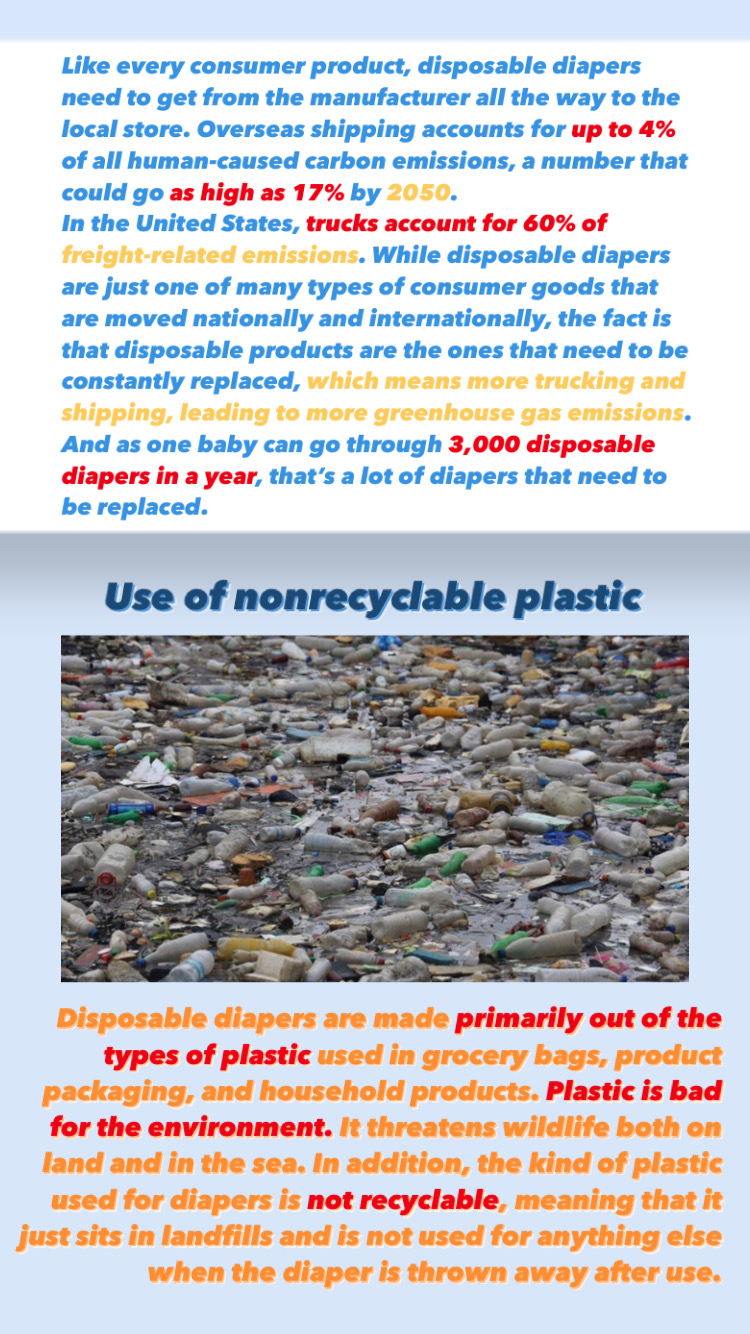 Like every consumer product, disposable diapers
need to get from the manufacturer all the way to the
local store. Overseas shipping accounts for up to 4%
of all human-caused carbon emissions, a number that
could go as high as 17% by 2050.
In the United States, trucks account for 60% of
freight-related emissions. While disposable diapers
are just one of many types of consumer goods that
are moved nationally and internationally, the fact is
that disposable products are the ones that need to be
constantly replaced, which means more trucking and
shipping, leading to more greenhouse gas emissions.
And as one baby can go through 3,000 disposable
diapers in a year, that’s a lot of diapers that need to
be replaced.
Use of nonrecyclable plastic
Disposable diapers are made primarily out of the
types of plastic used in grocery bags, product
packaging, and household products. Plastic is bad
for the environment. It threatens wildlife both on
land and in the sea. In addition, the kind of plastic
used for diapers is not recyclable, meaning that it
just sits in landfills and is not used for anything else
when the diaper is thrown away after use.